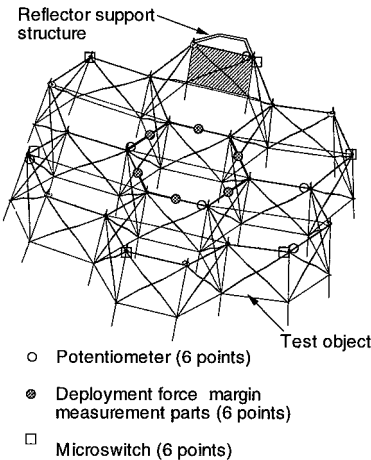 Reflector support
structure
Test object
Potentiometer (6 points)
Deployment force margin
measurement parts (6 points)
Microswitch (6 points)